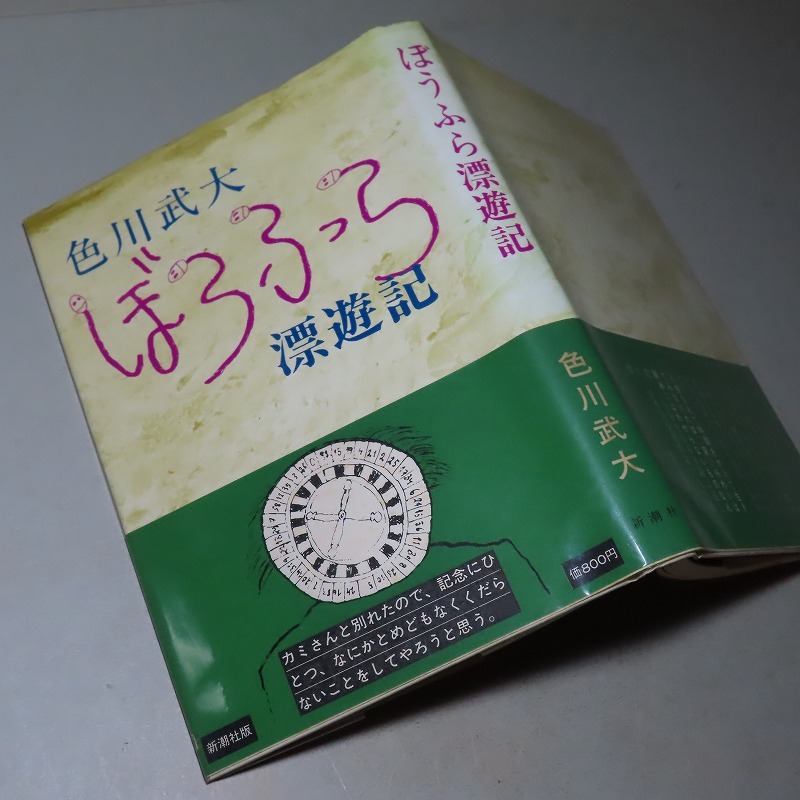 色川武大
ぼうふら
漂遊記
カミさんと別れたので、記念にひ
とつ、なにかとめどもなくくだら
ないことをしてやろうと思う。
新潮社版
価800円
ぼうふら漂遊記
色川武大
新潮社